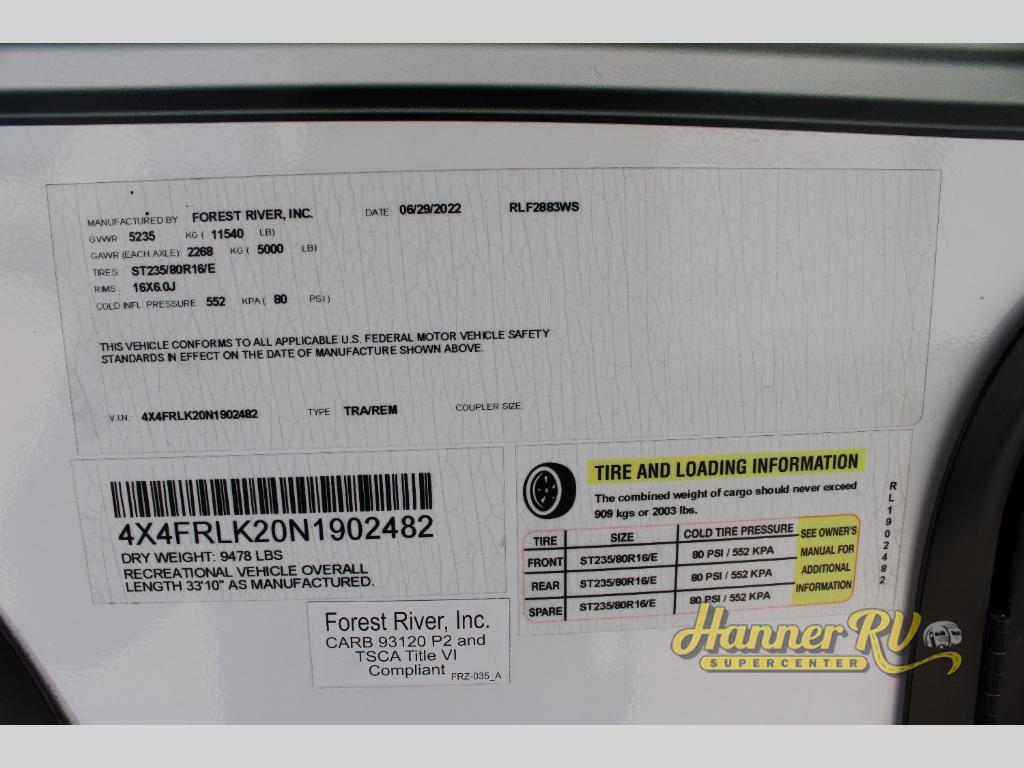 MANUFACTURED BY FOREST RIVER, INC. DATE: 06/29/2022 RLF2883WS
GVWR 5235 KG ( 11540 LB)
GAWR (EACH AXLE) 2268 KG ( 5000 LB)
TIRES: ST235/80R16/E
RIMS 16X6.0J
COLD INFL. PRESSURE: 552 KPA( 80 PSI)
THIS VEHICLE CONFORMS TO ALL APPLICABLE U.S. FEDERAL MOTOR VEHICLE SAFETY
STANDARDS IN EFFECT ON THE DATE OF MANUFACTURE SHOWN ABOVE.
V.I.N.: 4X4FRLK20N1902482 TYPE: TRA/REM COUPLER SIZE:
4X4FRLK20N1902482
DRY WEIGHT: 9478 LBS
RECREATIONAL VEHICLE OVERALL
LENGTH 33'10" AS MANUFACTURED.
Forest River, Inc.
CARB 93120 P2 and
TSCA Title VI
Compliant FRZ-035_A
TIRE AND LOADING INFORMATION
The combined weight of cargo should never exceed
909 kgs or 2003 lbs.
TIRE SIZE COLD TIRE PRESSURE
FRONT ST235/80R16/E 80 PSI / 552 KPA
REAR ST235/80R16/E 80 PSI / 552 KPA
SPARE ST235/80R16/E 80 PSI / 552 KPA
SEE OWNER'S
MANUAL FOR
ADDITIONAL
INFORMATION
RL1902482
Hanner RV
SUPERCENTER